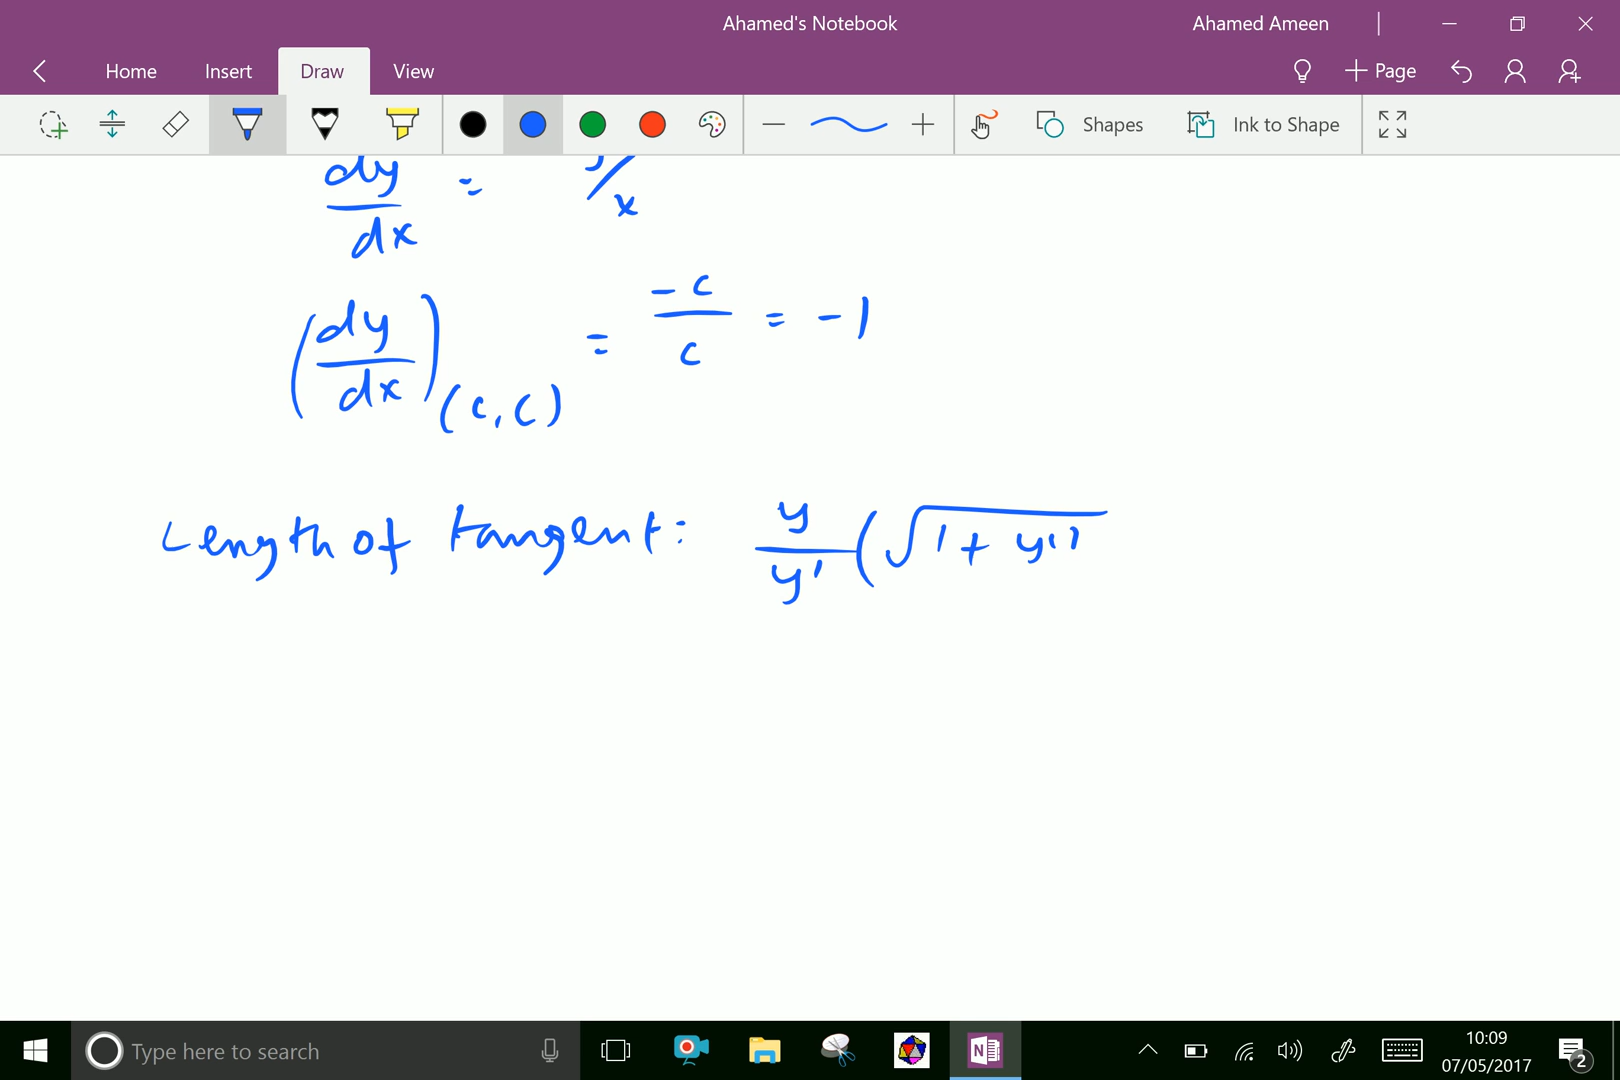 Ahamed's Notebook Ahamed Ameen
Home Insert Draw View + Page
Shapes Ink to Shape
dy/dx = y/x
(dy/dx)(c,c) = -c/c = -1
Length of tangent: y/y' (√1 + y'
Type here to search
10:09
07/05/2017
2